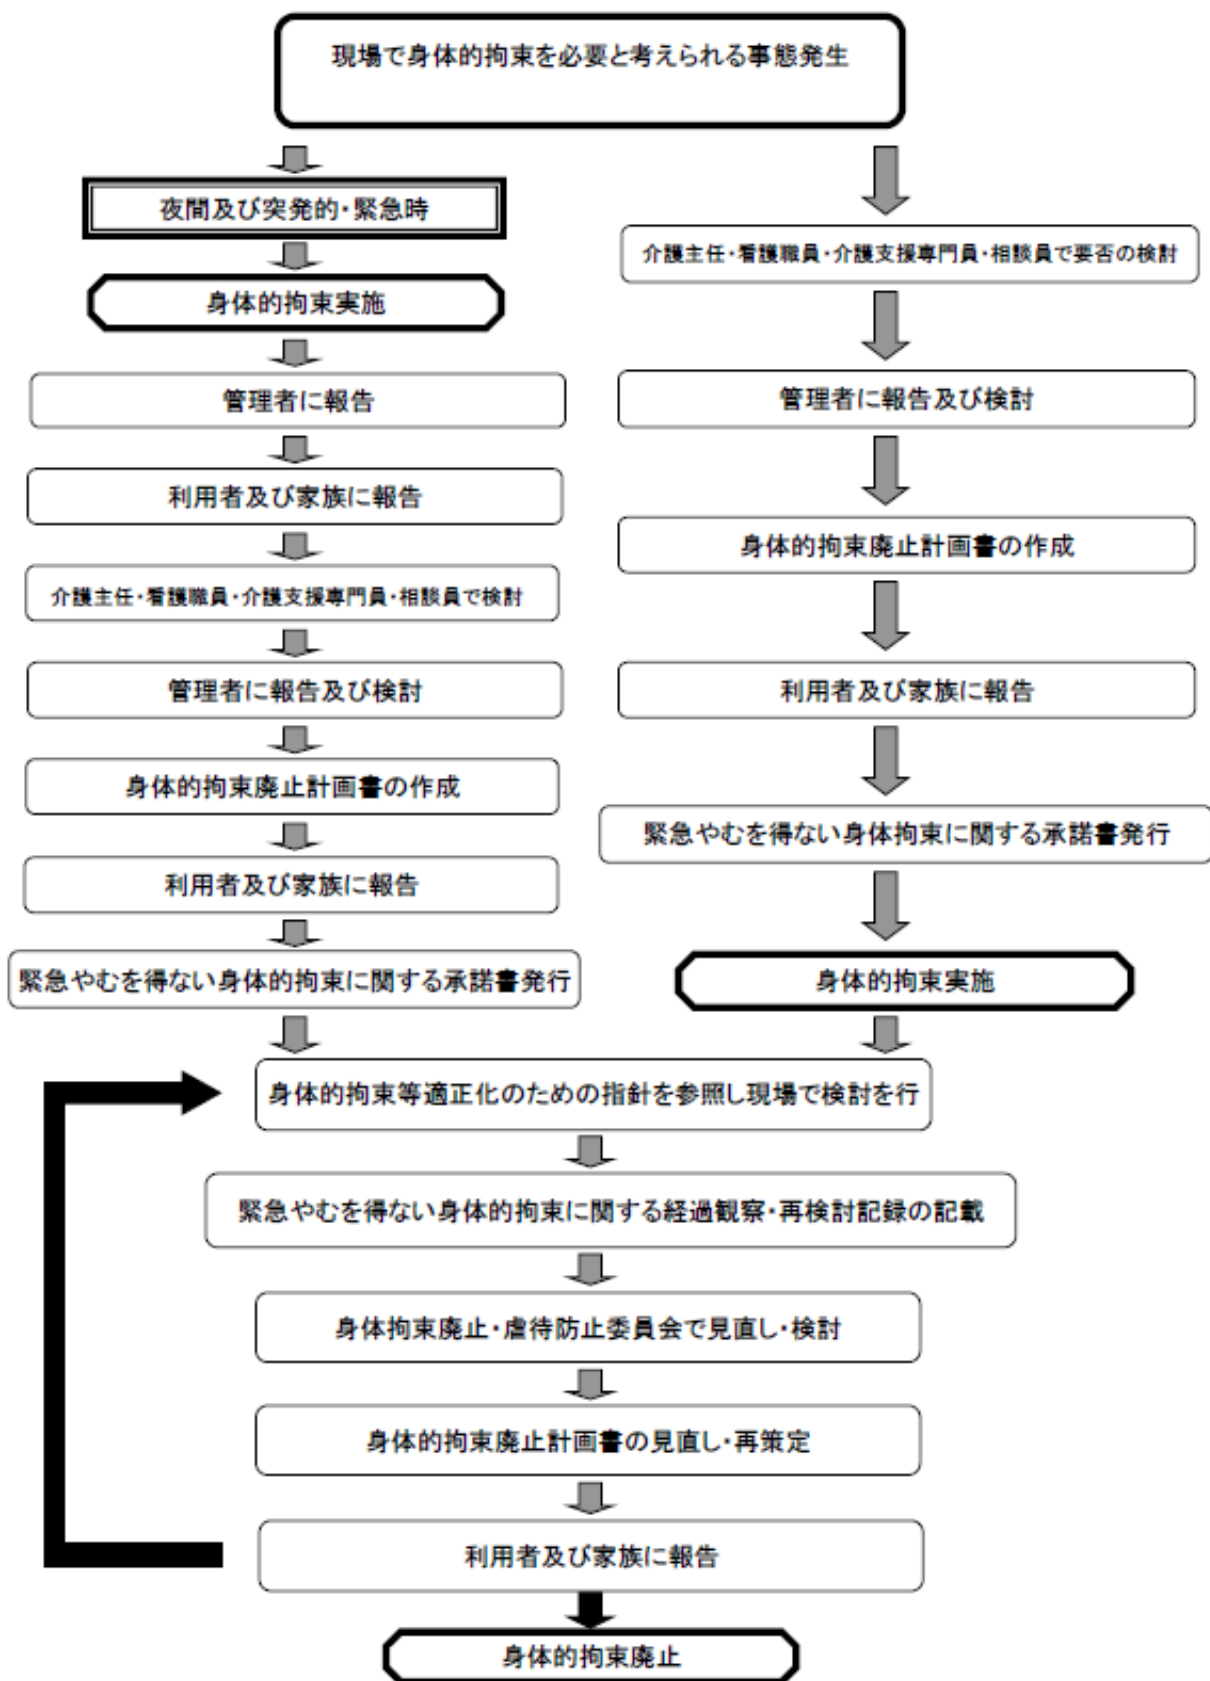 現場で身体的拘束を必要と考えられる事態発生
夜間及び突発的・緊急時
身体的拘束実施
管理者に報告
利用者及び家族に報告
介護主任・看護職員・介護支援専門員・相談員で検討
管理者に報告及び検討
身体的拘束廃止計画書の作成
利用者及び家族に報告
緊急やむを得ない身体的拘束に関する承諾書発行
介護主任・看護職員・介護支援専門員・相談員で要否の検討
管理者に報告及び検討
身体的拘束廃止計画書の作成
利用者及び家族に報告
緊急やむを得ない身体拘束に関する承諾書発行
身体的拘束実施
身体的拘束等適正化のための指針を参照し現場で検討を行
緊急やむを得ない身体的拘束に関する経過観察・再検討記録の記載
身体拘束廃止・虐待防止委員会で見直し・検討
身体的拘束廃止計画書の見直し・再策定
利用者及び家族に報告
身体的拘束廃止